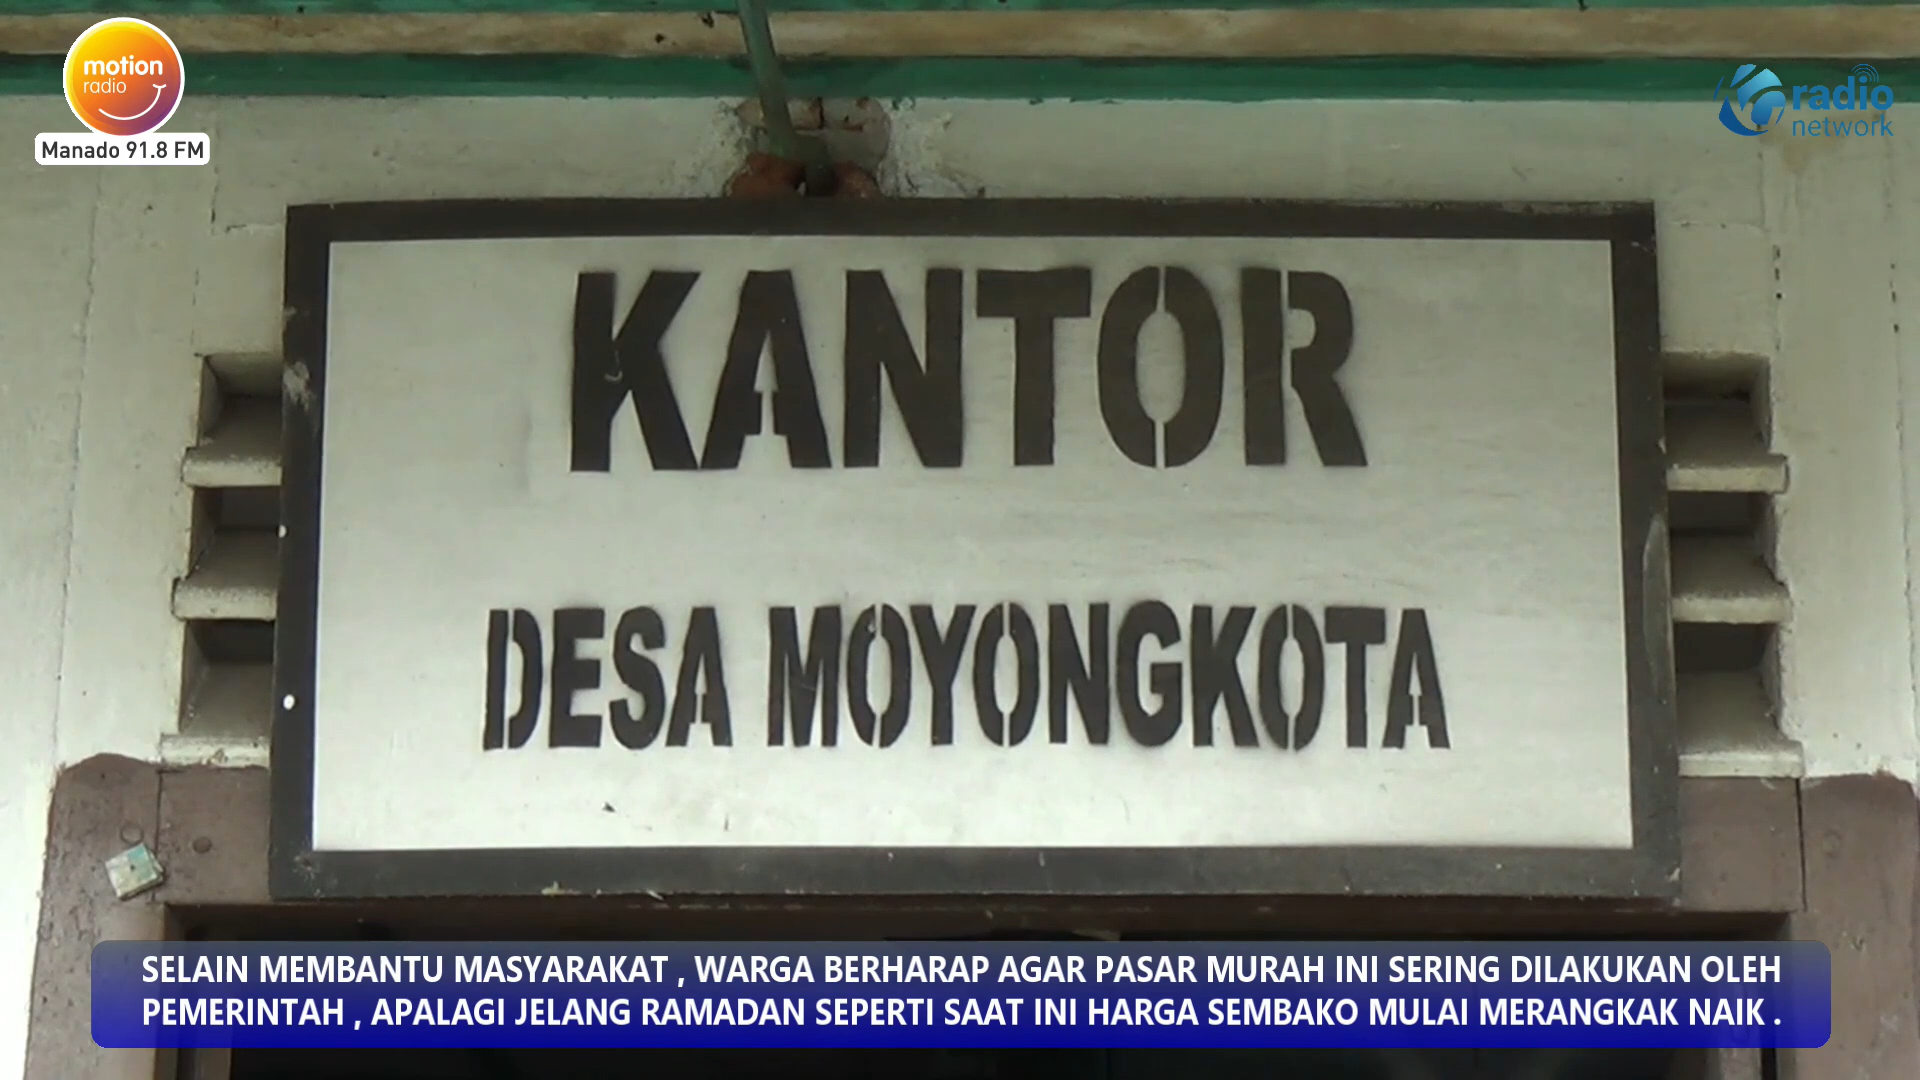 motion
radio
Manado 91.8 FM
radio
network
KANTOR
DESA MOYONGKOTA
SELAIN MEMBANTU MASYARAKAT , WARGA BERHARAP AGAR PASAR MURAH INI SERING DILAKUKAN OLEH
PEMERINTAH , APALAGI JELANG RAMADAN SEPERTI SAAT INI HARGA SEMBAKO MULAI MERANGKAK NAIK .